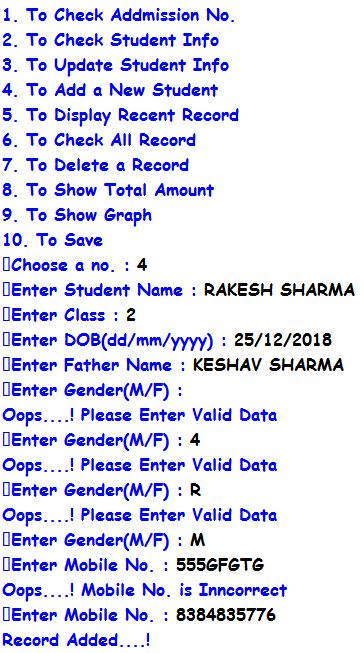 1. To Check Addmission No.
2. To Check Student Info
3. To Update Student Info
4. To Add a New Student
5. To Display Recent Record
6. To Check All Record
7. To Delete a Record
8. To Show Total Amount
9. To Show Graph
10. To Save
▯Choose a no. : 4
▯Enter Student Name : RAKESH SHARMA
▯Enter Class : 2
▯Enter DOB(dd/mm/yyyy) : 25/12/2018
▯Enter Father Name : KESHAV SHARMA
▯Enter Gender(M/F) :
Oops....! Please Enter Valid Data
▯Enter Gender(M/F) : 4
Oops....! Please Enter Valid Data
▯Enter Gender(M/F) : R
Oops....! Please Enter Valid Data
▯Enter Gender(M/F) : M
▯Enter Mobile No. : 555GFGTG
Oops....! Mobile No. is Inncorrect
▯Enter Mobile No. : 8384835776
Record Added....!